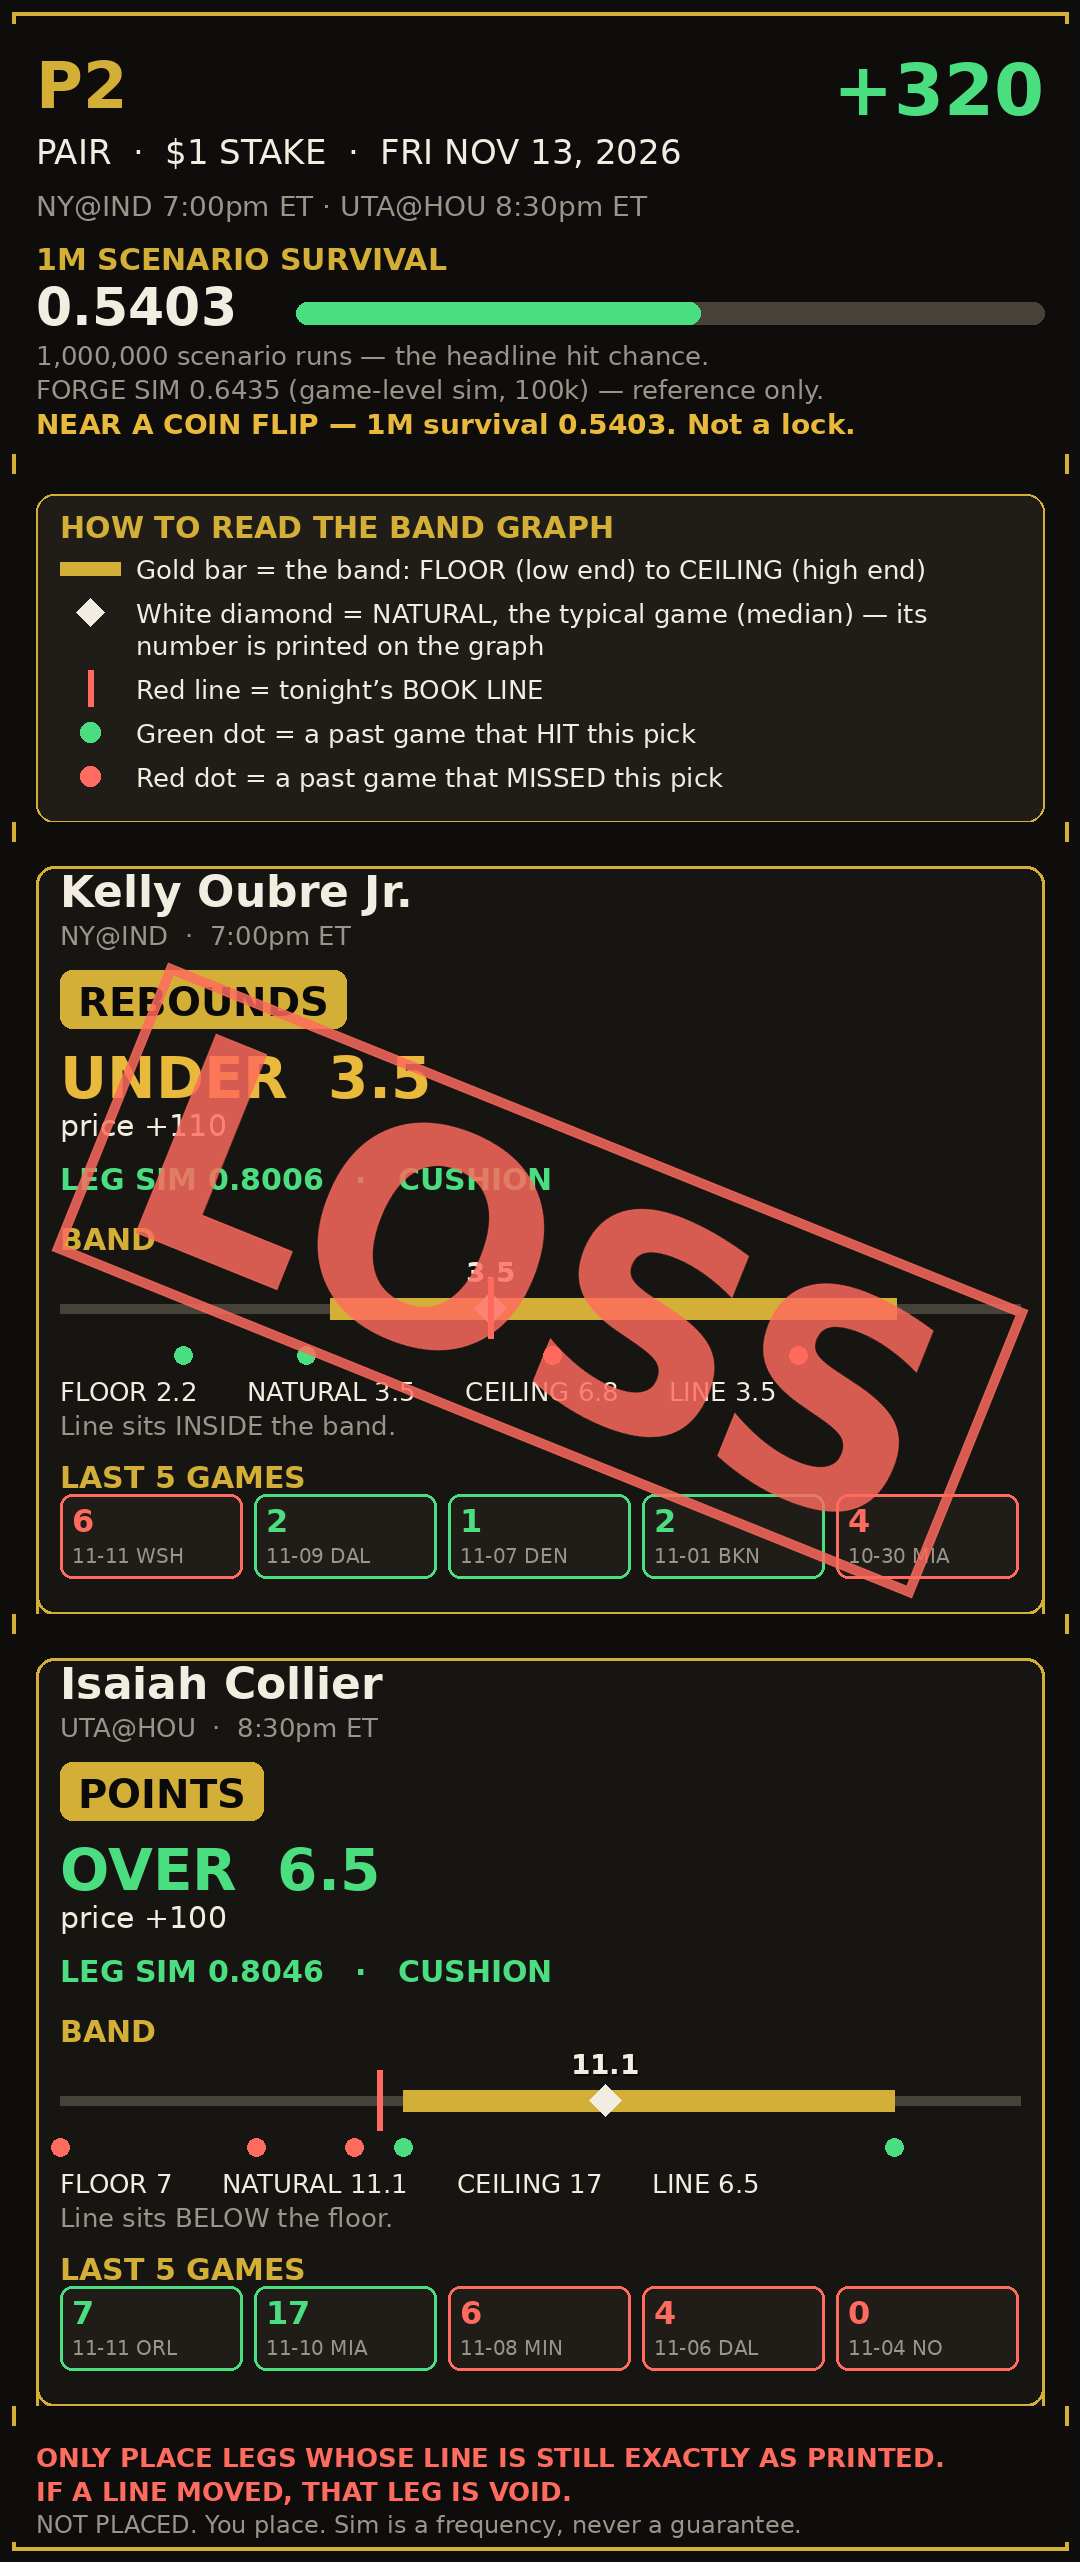 P2
+320
PAIR · $1 STAKE · FRI NOV 13, 2026
NY@IND 7:00pm ET · UTA@HOU 8:30pm ET
1M SCENARIO SURVIVAL
0.5403
1,000,000 scenario runs — the headline hit chance.
FORGE SIM 0.6435 (game-level sim, 100k) — reference only.
NEAR A COIN FLIP — 1M survival 0.5403. Not a lock.
HOW TO READ THE BAND GRAPH
Gold bar = the band: FLOOR (low end) to CEILING (high end)
White diamond = NATURAL, the typical game (median) — its
number is printed on the graph
Red line = tonight’s BOOK LINE
Green dot = a past game that HIT this pick
Red dot = a past game that MISSED this pick
Kelly Oubre Jr.
NY@IND · 7:00pm ET
REBOUNDS
UNDER 3.5
price +110
LEG SIM 0.8006 · CUSHION
LOSS
BAND
3.5
FLOOR 2.2 NATURAL 3.5 CEILING 6.8 LINE 3.5
Line sits INSIDE the band.
LAST 5 GAMES
6 2 1 2 4
11-11 WSH 11-09 DAL 11-07 DEN 11-01 BKN 10-30 MIA
Isaiah Collier
UTA@HOU · 8:30pm ET
POINTS
OVER 6.5
price +100
LEG SIM 0.8046 · CUSHION
BAND
11.1
FLOOR 7 NATURAL 11.1 CEILING 17 LINE 6.5
Line sits BELOW the floor.
LAST 5 GAMES
7 17 6 4 0
11-11 ORL 11-10 MIA 11-08 MIN 11-06 DAL 11-04 NO
ONLY PLACE LEGS WHOSE LINE IS STILL EXACTLY AS PRINTED.
IF A LINE MOVED, THAT LEG IS VOID.
NOT PLACED. You place. Sim is a frequency, never a guarantee.